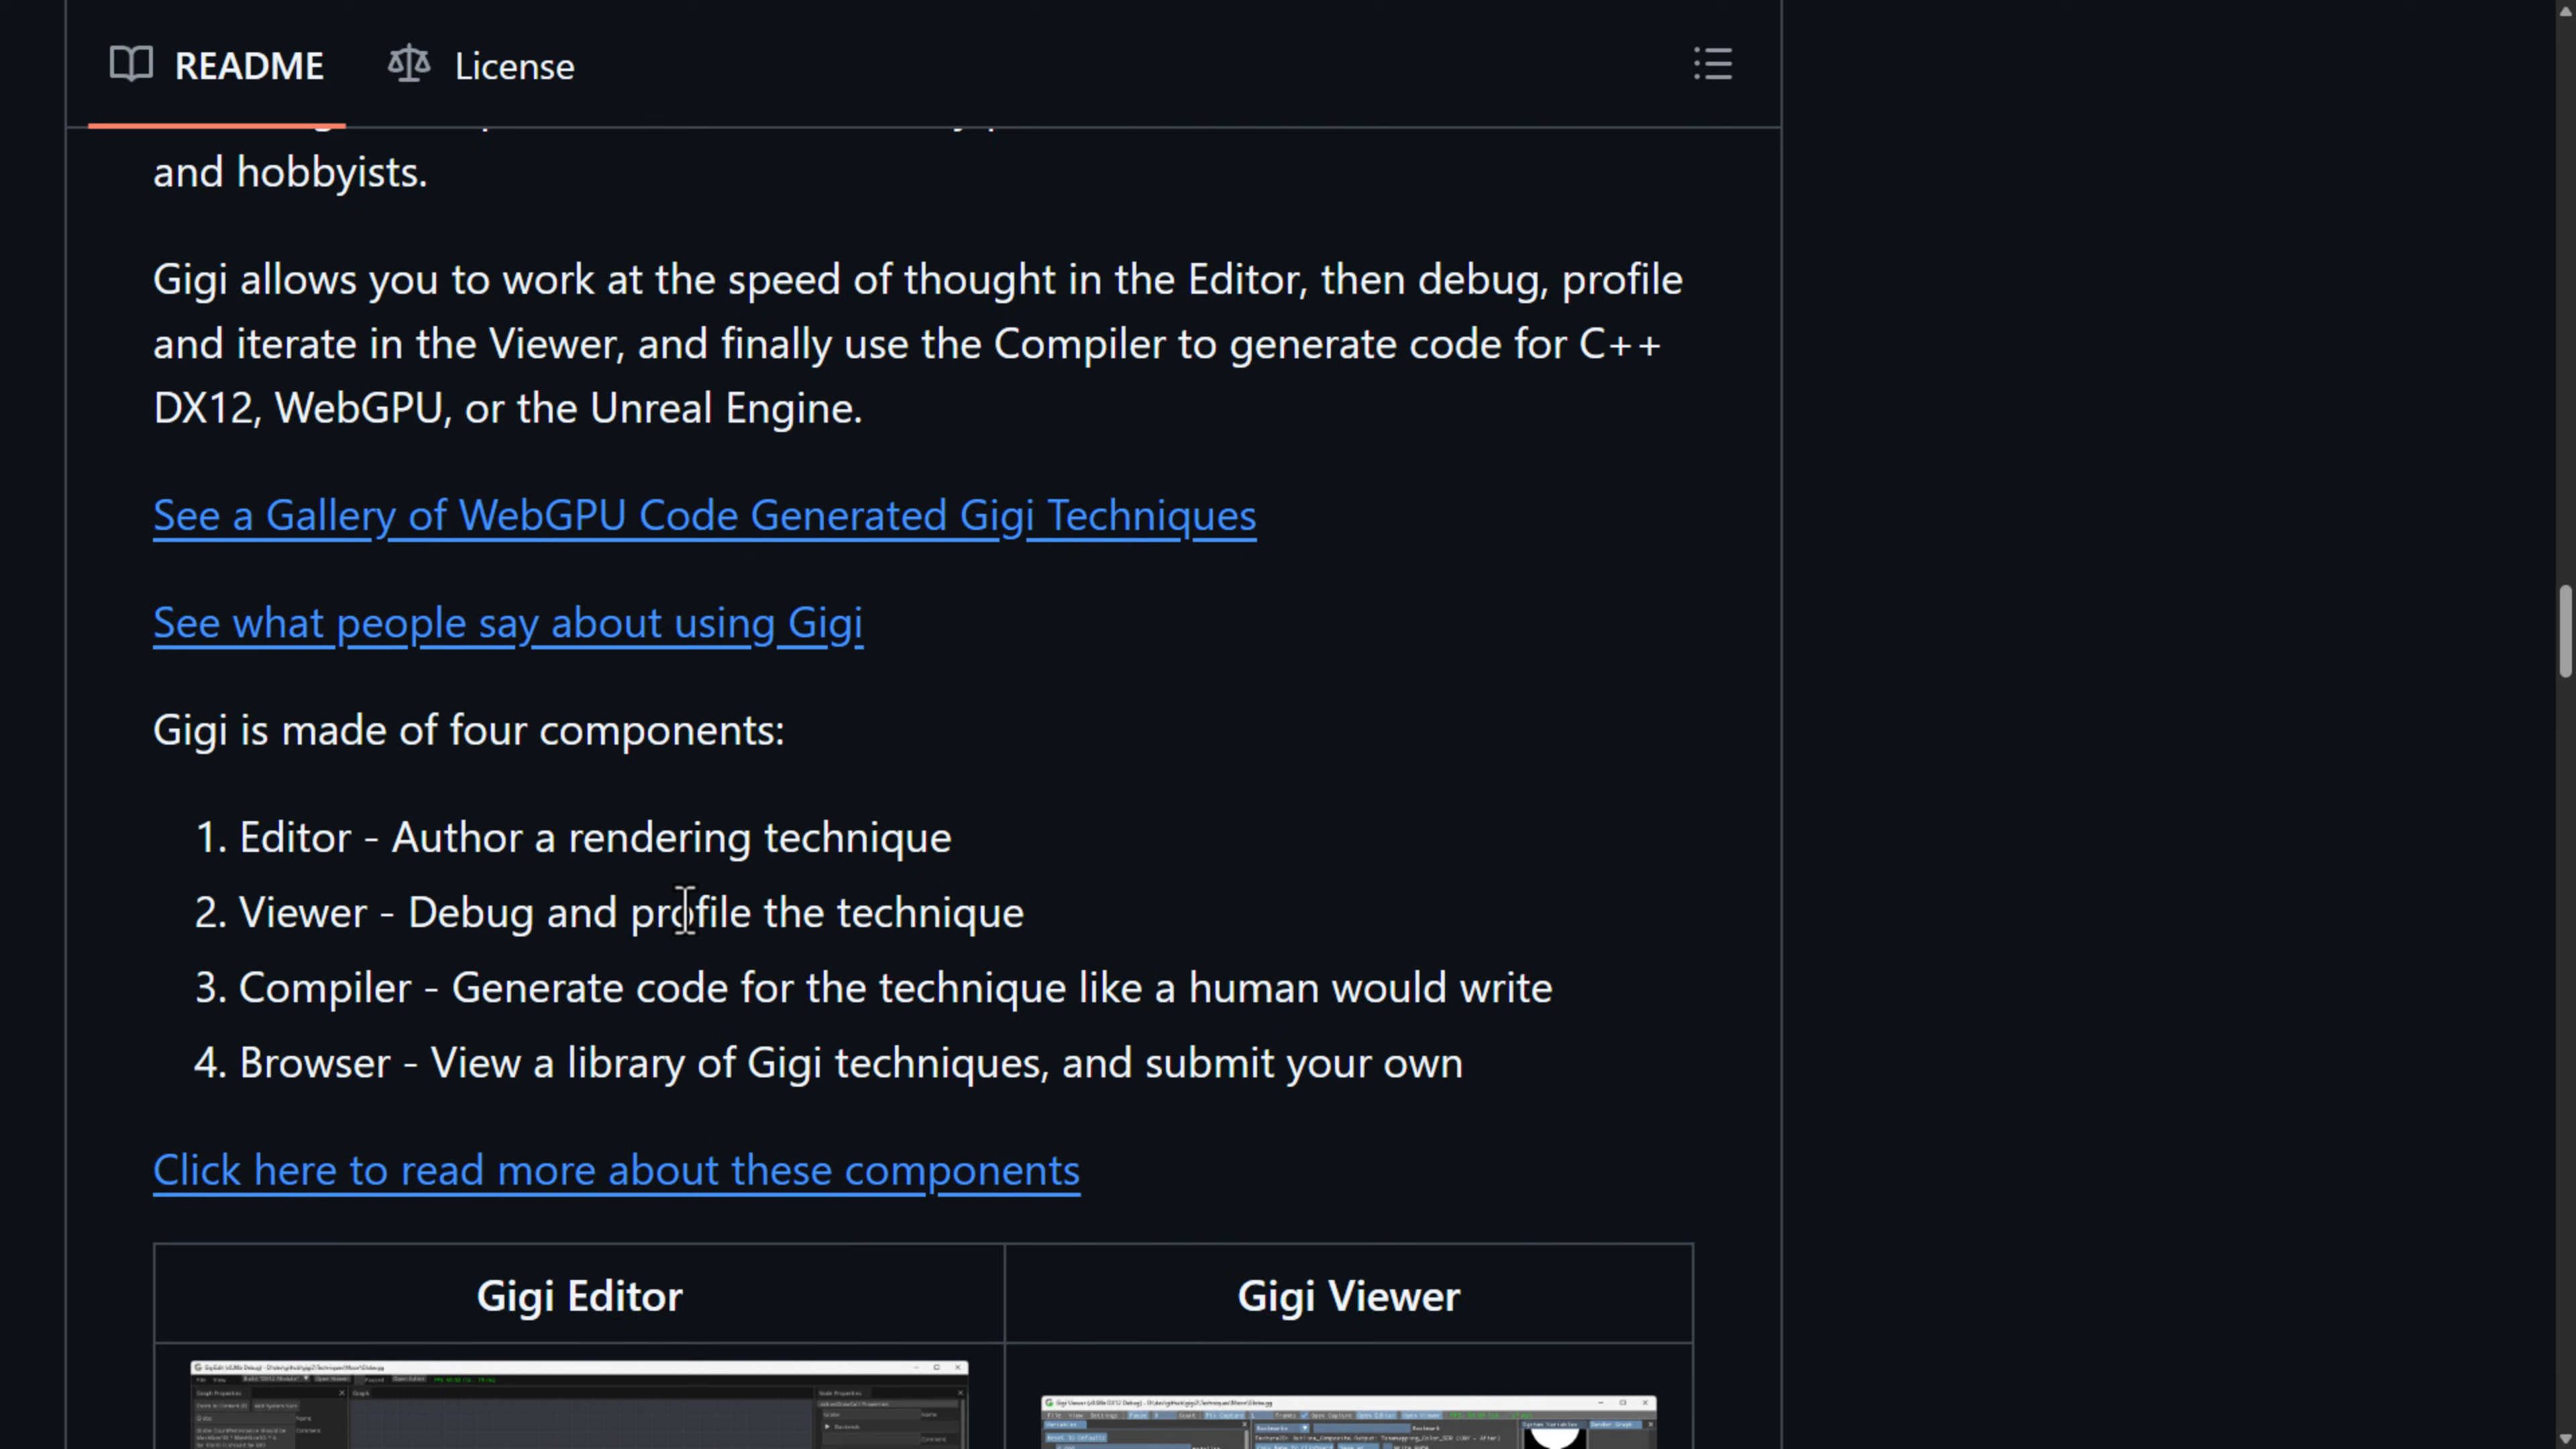 README License
and hobbyists.
Gigi allows you to work at the speed of thought in the Editor, then debug, profile
and iterate in the Viewer, and finally use the Compiler to generate code for C++
DX12, WebGPU, or the Unreal Engine.
See a Gallery of WebGPU Code Generated Gigi Techniques
See what people say about using Gigi
Gigi is made of four components:
1. Editor - Author a rendering technique
2. Viewer - Debug and profile the technique
3. Compiler - Generate code for the technique like a human would write
4. Browser - View a library of Gigi techniques, and submit your own
Click here to read more about these components
Gigi Editor Gigi Viewer